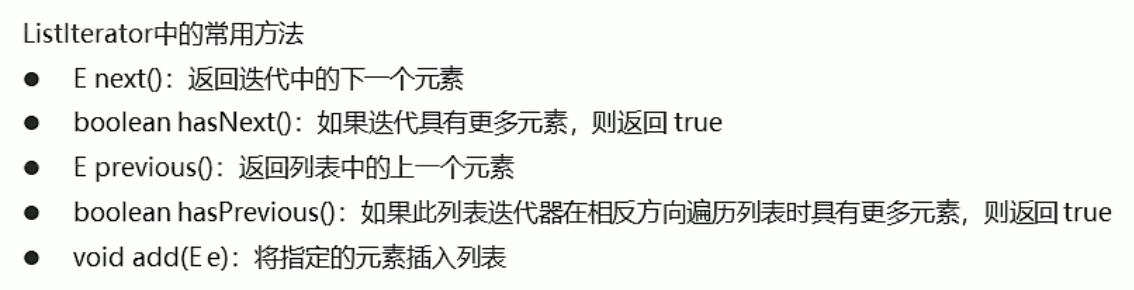 ListIterator中的常用方法
● E next()：返回迭代中的下一个元素
● boolean hasNext()：如果迭代具有更多元素，则返回 true
● E previous()：返回列表中的上一个元素
● boolean hasPrevious()：如果此列表迭代器在相反方向遍历列表时具有更多元素，则返回 true
● void add(E e)：将指定的元素插入列表